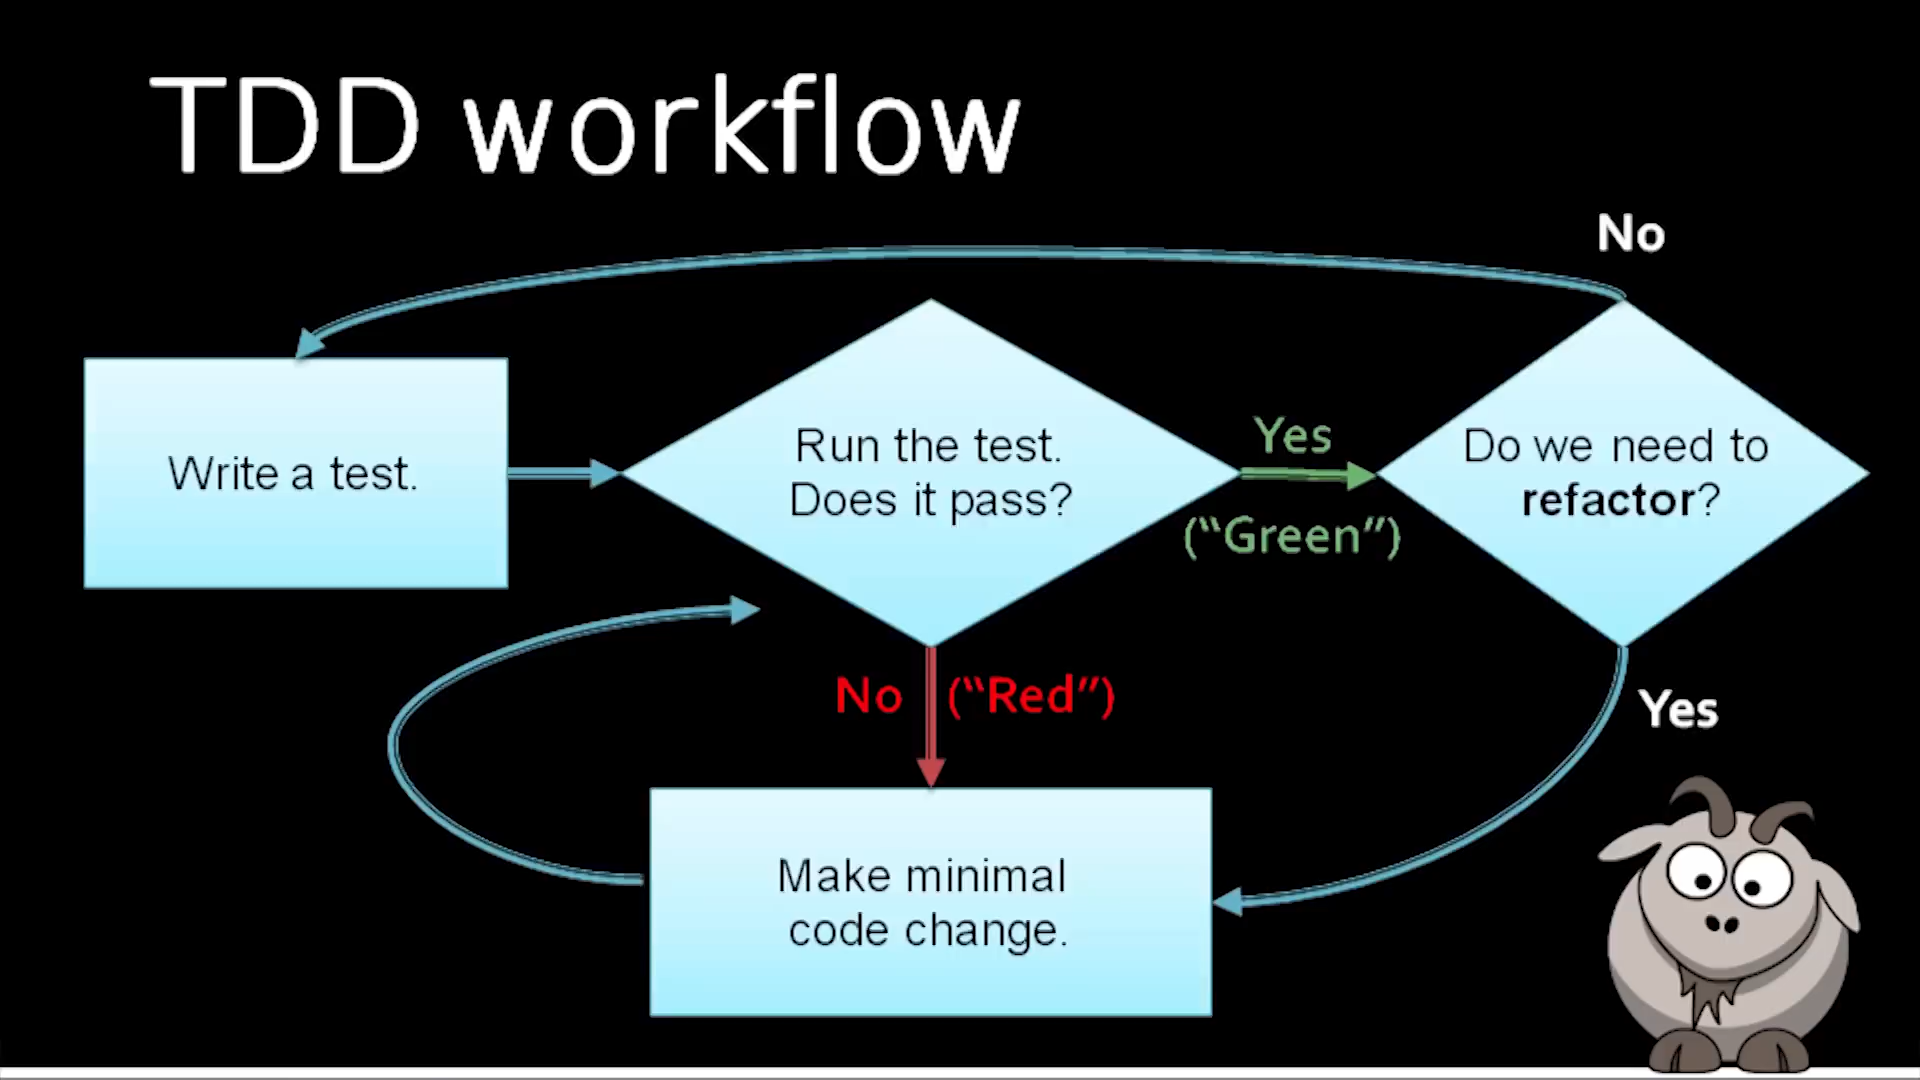 TDD workflow
No
Write a test.
Run the test.
Does it pass?
Yes
("Green")
Do we need to
refactor?
No ("Red")
Yes
Make minimal
code change.